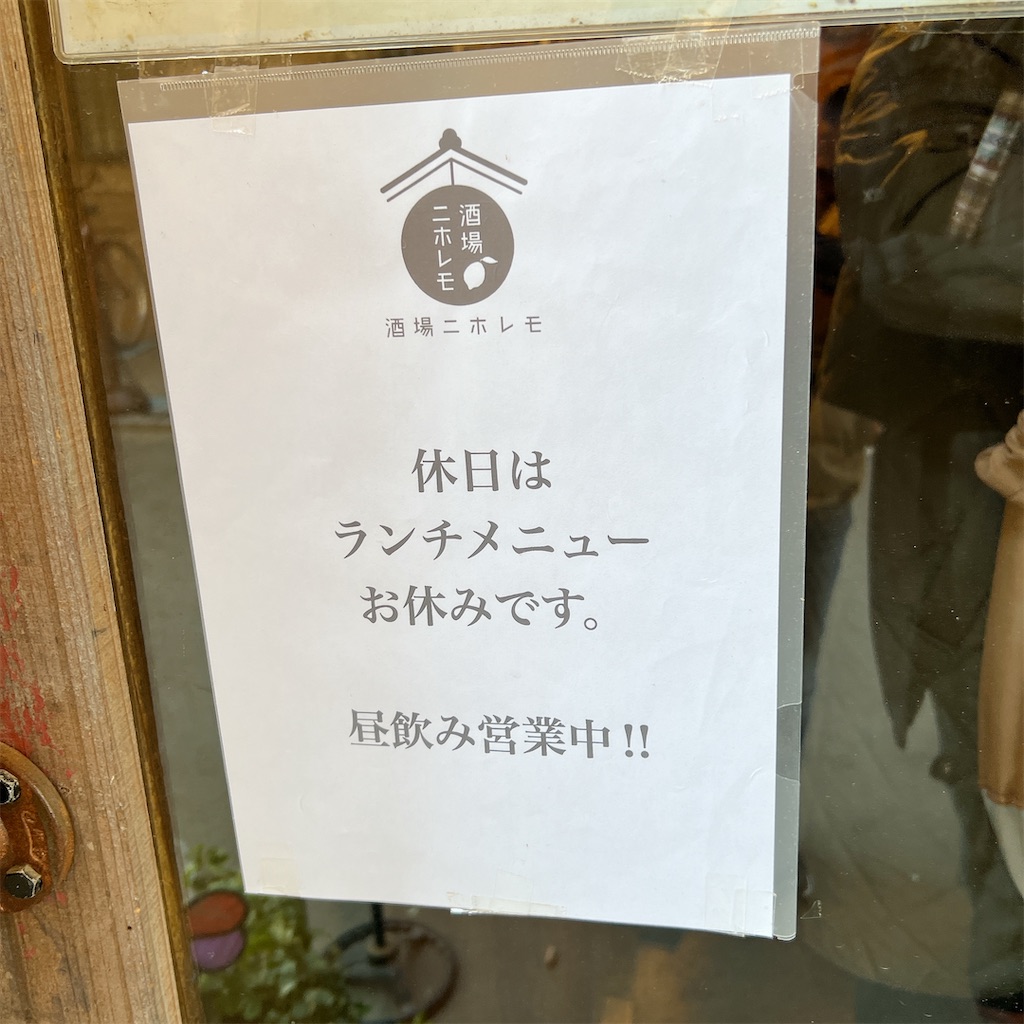 酒場
ニホレモ
酒場ニホレモ
休日は
ランチメニュー
お休みです。
昼飲み営業中!!